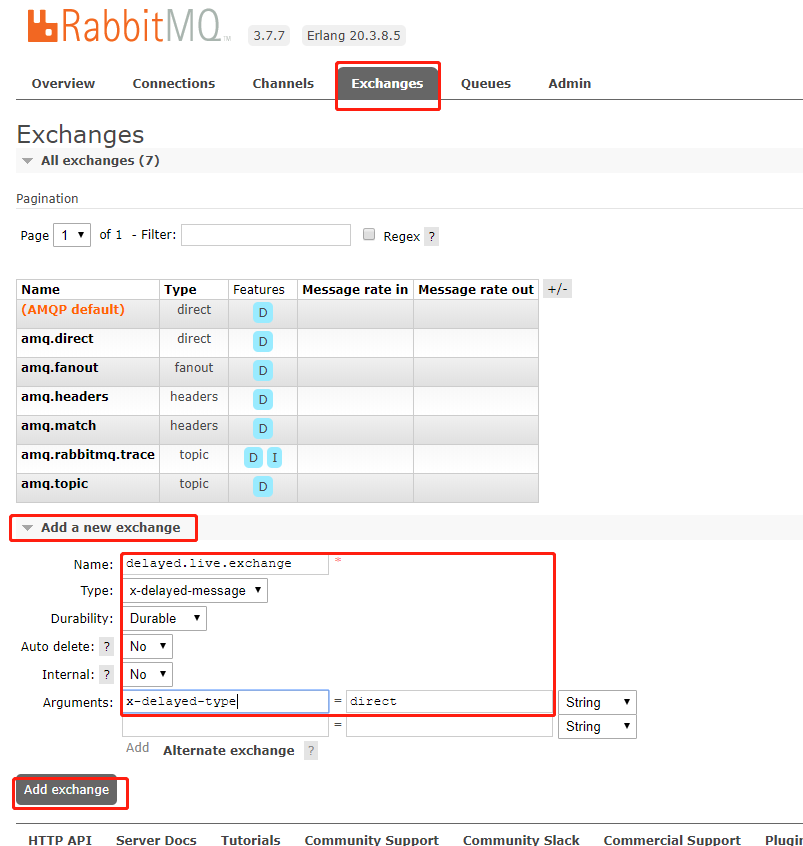 RabbitMQ TM 3.7.7 Erlang 20.3.8.5
Overview Connections Channels Exchanges Queues Admin
Exchanges
All exchanges (7)
Pagination
Page 1 of 1 - Filter: Regex ?
Name Type Features Message rate in Message rate out +/-
(AMQP default) direct D
amq.direct direct D
amq.fanout fanout D
amq.headers headers D
amq.match headers D
amq.rabbitmq.trace topic D I
amq.topic topic D
Add a new exchange
Name: delayed.live.exchange *
Type: x-delayed-message
Durability: Durable
Auto delete: ? No
Internal: ? No
Arguments: x-delayed-type = direct String
= String
Add Alternate exchange ?
Add exchange
HTTP API Server Docs Tutorials Community Support Community Slack Commercial Support Plugin